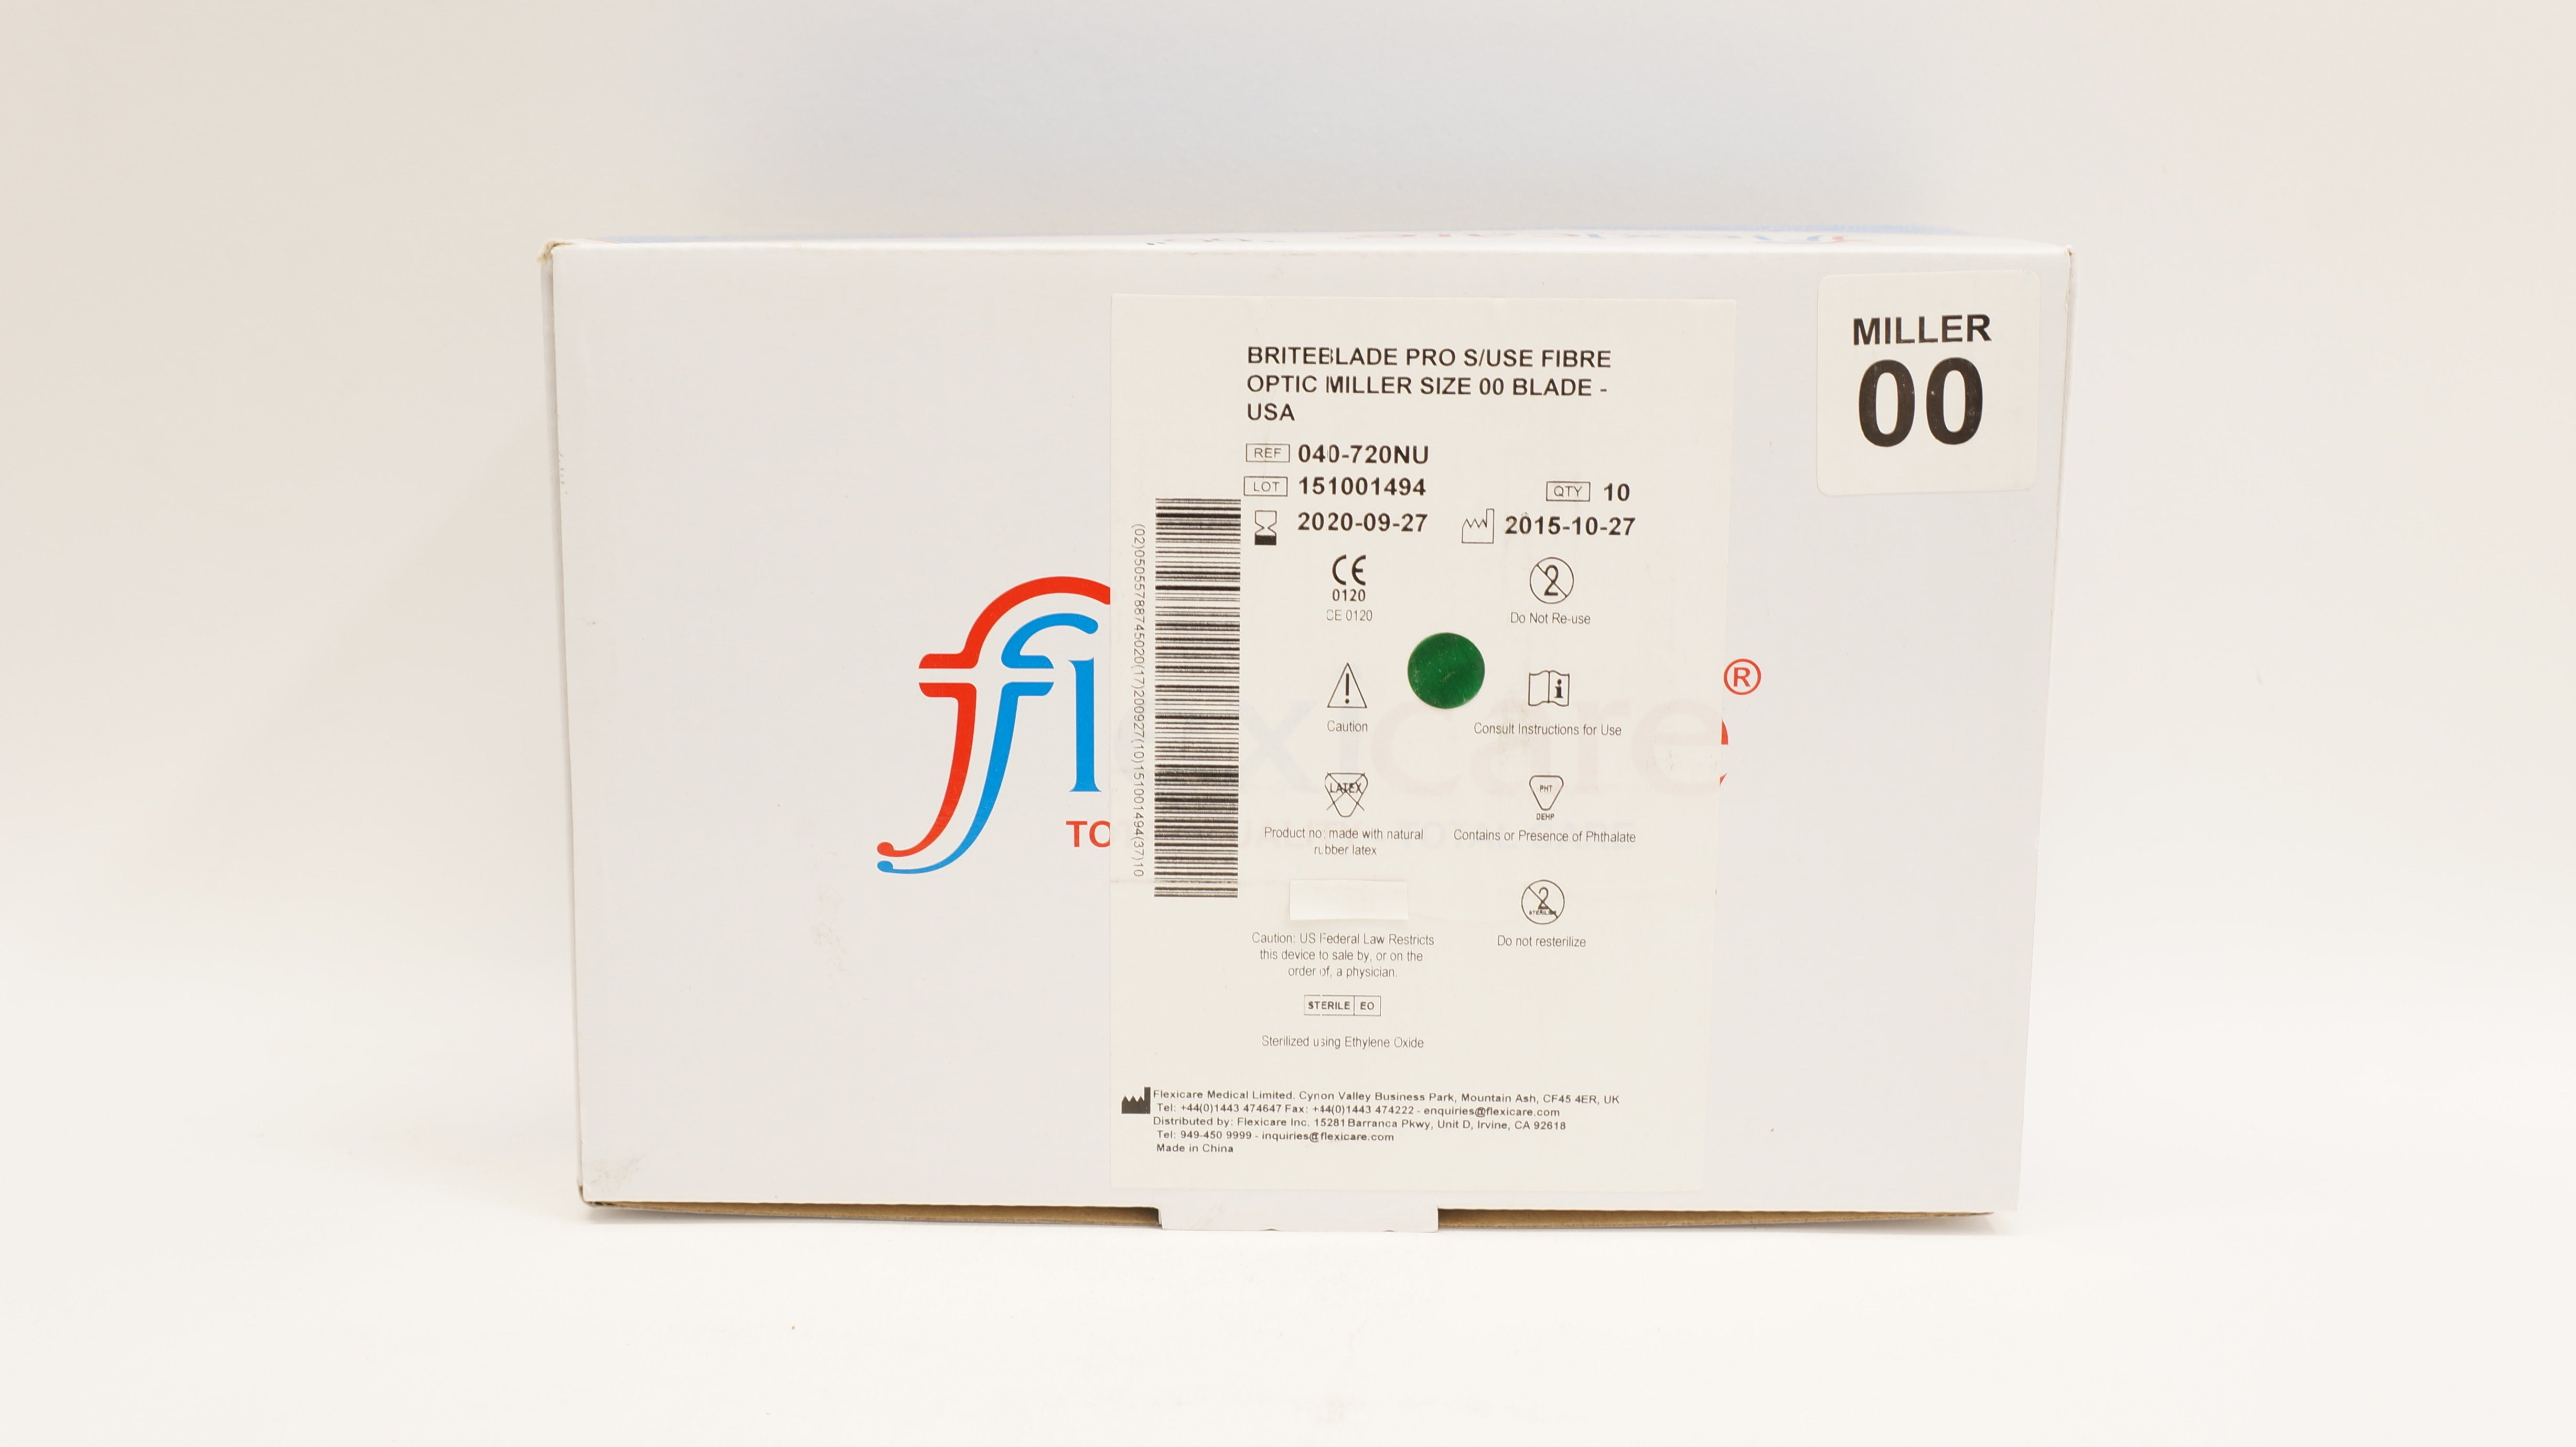 MILLER
00
BRITEBLADE PRO S/USE FIBRE
OPTIC MILLER SIZE 00 BLADE -
USA
REF 040-720NU
LOT 151001494
QTY 10
2020-09-27
2015-10-27
CE
0120
CE 0120
2
Do Not Re-use
Caution
Consult Instructions for Use
LATEX
Product not made with natural
rubber latex
PHT
DEHP
Contains or Presence of Phthalate
Caution: US Federal Law Restricts
this device to sale by, or on the
order of, a physician.
2
STERILIZE
Do not resterilize
STERILE EO
Sterilized using Ethylene Oxide
(02)05055788745020(17)200927(10)151001494(37)10
flexicare®
TO
Flexicare Medical Limited. Cynon Valley Business Park, Mountain Ash, CF45 4ER, UK
Tel: +44(0)1443 474647 Fax: +44(0)1443 474222 - enquiries@flexicare.com
Distributed by: Flexicare Inc. 15281 Barranca Pkwy, Unit D, Irvine, CA 92618
Tel: 949-450 9999 - inquiries@flexicare.com
Made in China